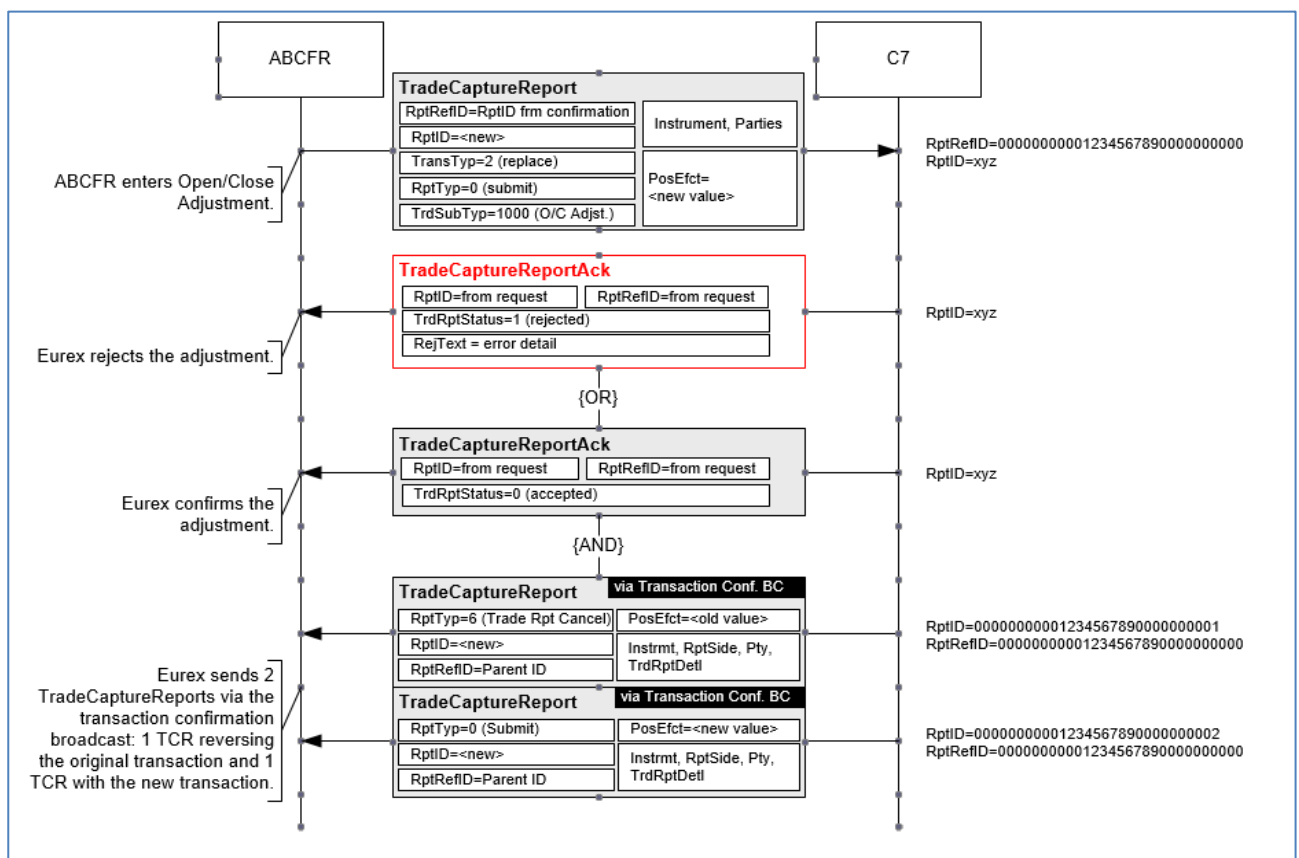 ABCFR
C7
TradeCaptureReport
RptRefID=RptID frm confirmation
RptID=<new>
TransTyp=2 (replace)
RptTyp=0 (submit)
TrdSubTyp=1000 (O/C Adjst.)
Instrument, Parties
PosEfct=
<new value>
RptRefID=00000000001234567890000000000
RptID=xyz
ABCFR enters Open/Close
Adjustment.
TradeCaptureReportAck
RptID=from request
RptRefID=from request
TrdRptStatus=1 (rejected)
RejText = error detail
RptID=xyz
Eurex rejects the adjustment.
{OR}
TradeCaptureReportAck
RptID=from request
RptRefID=from request
TrdRptStatus=0 (accepted)
RptID=xyz
Eurex confirms the
adjustment.
{AND}
TradeCaptureReport
via Transaction Conf. BC
RptTyp=6 (Trade Rpt Cancel)
PosEfct=<old value>
RptID=<new>
RptRefID=Parent ID
Instrmt, RptSide, Pty,
TrdRptDetl
RptID=00000000001234567890000000001
RptRefID=00000000001234567890000000000
Eurex sends 2
TradeCaptureReports via the
transaction confirmation
broadcast: 1 TCR reversing
the original transaction and 1
TCR with the new transaction.
TradeCaptureReport
via Transaction Conf. BC
RptTyp=0 (Submit)
PosEfct=<new value>
RptID=<new>
RptRefID=Parent ID
Instrmt, RptSide, Pty,
TrdRptDetl
RptID=00000000001234567890000000002
RptRefID=00000000001234567890000000000